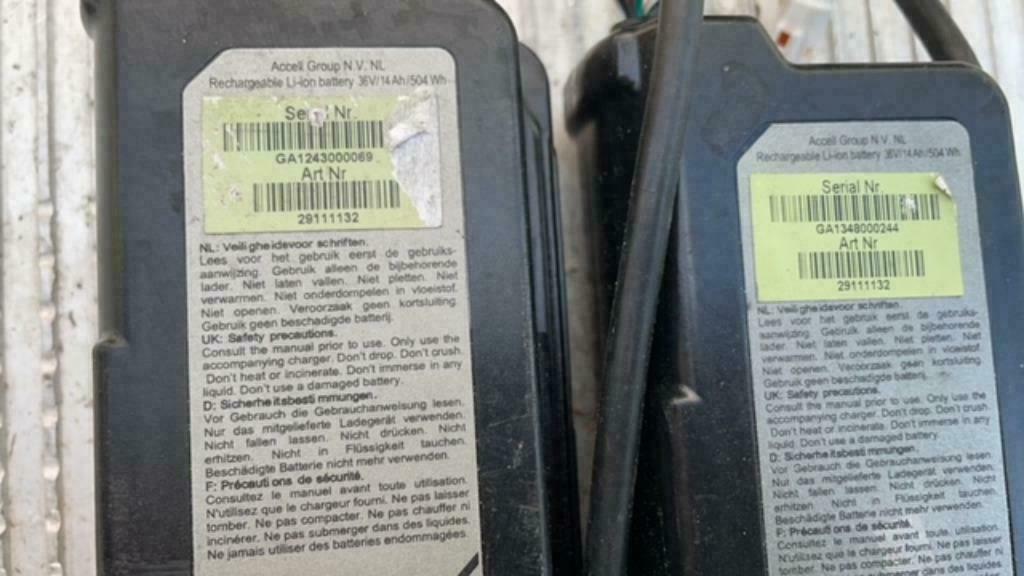 Accell Group N.V. NL
Rechargeable Li-ion battery 36V/14Ah/504 Wh
Serial Nr.
GA1243000069
Art Nr
29111132
NL: Veiligheidevoor schriften.
Lees voor het gebruik eerst de gebruiks-
aanwijzing. Gebruik alleen de bijbehorende
lader. Niet laten vallen. Niet pletten. Niet
verwarmen. Niet onderdompelen in vloeistof.
Niet openen. Veroorzaak geen kortsluiting.
Gebruik geen beschadigde batterij.
UK: Safety precautions.
Consult the manual prior to use. Only use the
accompanying charger. Don't drop. Don't crush.
Don't heat or incinerate. Don't immerse in any
liquid. Don't use a damaged battery.
D: Sicherheitsbestimmungen.
Vor Gebrauch die Gebrauchanweisung lesen.
Nur das mitgelieferte Ladegerät verwenden.
Nicht fallen lassen. Nicht drücken. Nicht
erhitzen. Nicht in Flüssigkeit tauchen.
Beschädigte Batterie nicht mehr verwenden.
F: Précautions de sécurité.
Consultez le manuel avant toute utilisation.
N'utilisez que le chargeur fourni. Ne pas laisser
tomber. Ne pas compacter. Ne pas chauffer ni
incinérer. Ne pas submerger dans des liquides.
Ne jamais utiliser des batteries endommagées.
Accell Group N.V. NL
Rechargeable Li-ion battery 36V/14Ah/504 Wh
Serial Nr.
GA1348000244
Art Nr
29111132
NL: Veiligheidevoor schriften.
Lees voor het gebruik eerst de gebruiks-
aanwijzing. Gebruik alleen de bijbehorende
lader. Niet laten vallen. Niet pletten. Niet
verwarmen. Niet onderdompelen in vloeistof.
Niet openen. Veroorzaak geen kortsluiting.
Gebruik geen beschadigde batterij.
UK: Safety precautions.
Consult the manual prior to use. Only use the
accompanying charger. Don't drop. Don't crush.
Don't heat or incinerate. Don't immerse in any
liquid. Don't use a damaged battery.
D: Sicherheitsbestimmungen.
Vor Gebrauch die Gebrauchanweisung lesen.
Nur das mitgelieferte Ladegerät verwenden.
Nicht fallen lassen. Nicht drücken. Nicht
erhitzen. Nicht in Flüssigkeit tauchen.
Beschädigte Batterie nicht mehr verwenden.
F: Précautions de sécurité.
Consultez le manuel avant toute utilisation.
N'utilisez que le chargeur fourni. Ne pas laisser
tomber. Ne pas compacter. Ne pas chauffer ni
submerger dans des liquides